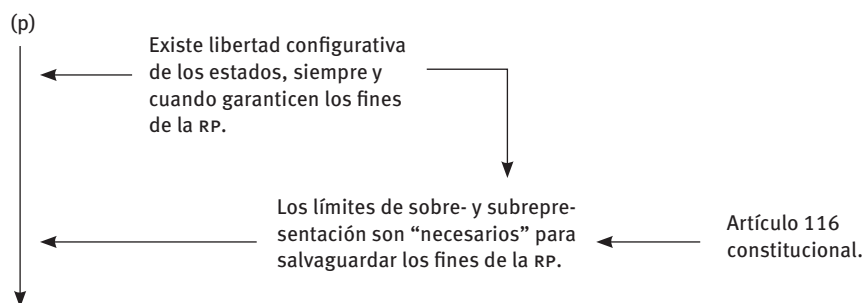 (p)
Existe libertad configurativa
de los estados, siempre y
cuando garanticen los fines
de la RP.
Los límites de sobre- y subrepre-
sentación son “necesarios” para
salvaguardar los fines de la RP.
Artículo 116
constitucional.